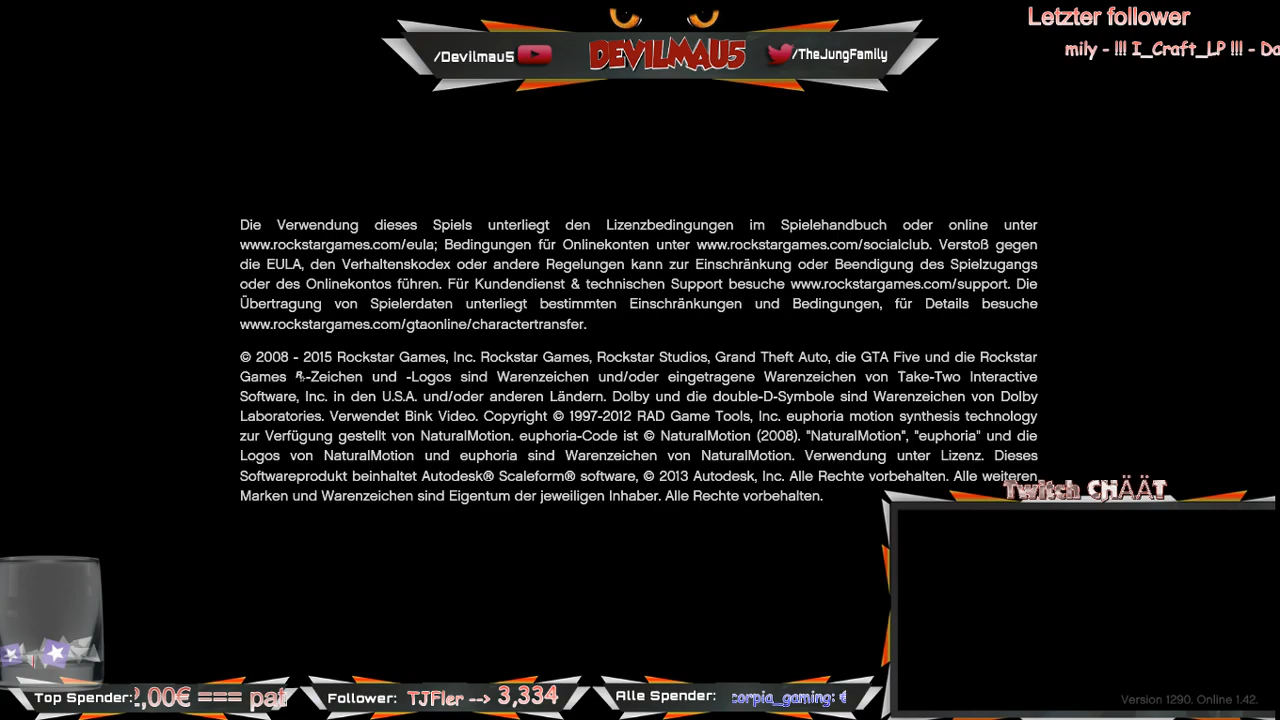 Letzter follower
mily - !!! I_Craft_LP !!! - Da
/Devilmau5
DEVILMAU5
/TheJungFamily
Die Verwendung dieses Spiels unterliegt den Lizenzbedingungen im Spielehandbuch oder online unter
www.rockstargames.com/eula; Bedingungen für Onlinekonten unter www.rockstargames.com/socialclub. Verstoß gegen
die EULA, den Verhaltenskodex oder andere Regelungen kann zur Einschränkung oder Beendigung des Spielzugangs
oder des Onlinekontos führen. Für Kundendienst & technischen Support besuche www.rockstargames.com/support. Die
Übertragung von Spielerdaten unterliegt bestimmten Einschränkungen und Bedingungen, für Details besuche
www.rockstargames.com/gtaonline/charactertransfer.
© 2008 - 2015 Rockstar Games, Inc. Rockstar Games, Rockstar Studios, Grand Theft Auto, die GTA Five und die Rockstar
Games R*-Zeichen und -Logos sind Warenzeichen und/oder eingetragene Warenzeichen von Take-Two Interactive
Software, Inc. in den U.S.A. und/oder anderen Ländern. Dolby und die double-D-Symbole sind Warenzeichen von Dolby
Laboratories. Verwendet Bink Video. Copyright © 1997-2012 RAD Game Tools, Inc. euphoria motion synthesis technology
zur Verfügung gestellt von NaturalMotion. euphoria-Code ist © NaturalMotion (2008). "NaturalMotion", "euphoria" und die
Logos von NaturalMotion und euphoria sind Warenzeichen von NaturalMotion. Verwendung unter Lizenz. Dieses
Softwareprodukt beinhaltet Autodesk® Scaleform® software, © 2013 Autodesk, Inc. Alle Rechte vorbehalten. Alle weiteren
Marken und Warenzeichen sind Eigentum der jeweiligen Inhaber. Alle Rechte vorbehalten.
Twitch CHÄÄT
Top Spender: 2,00€ === pat
Follower: TJFler --> 3,334
Alle Spender: corpia_gaming: €
Version 1290. Online 1.42.